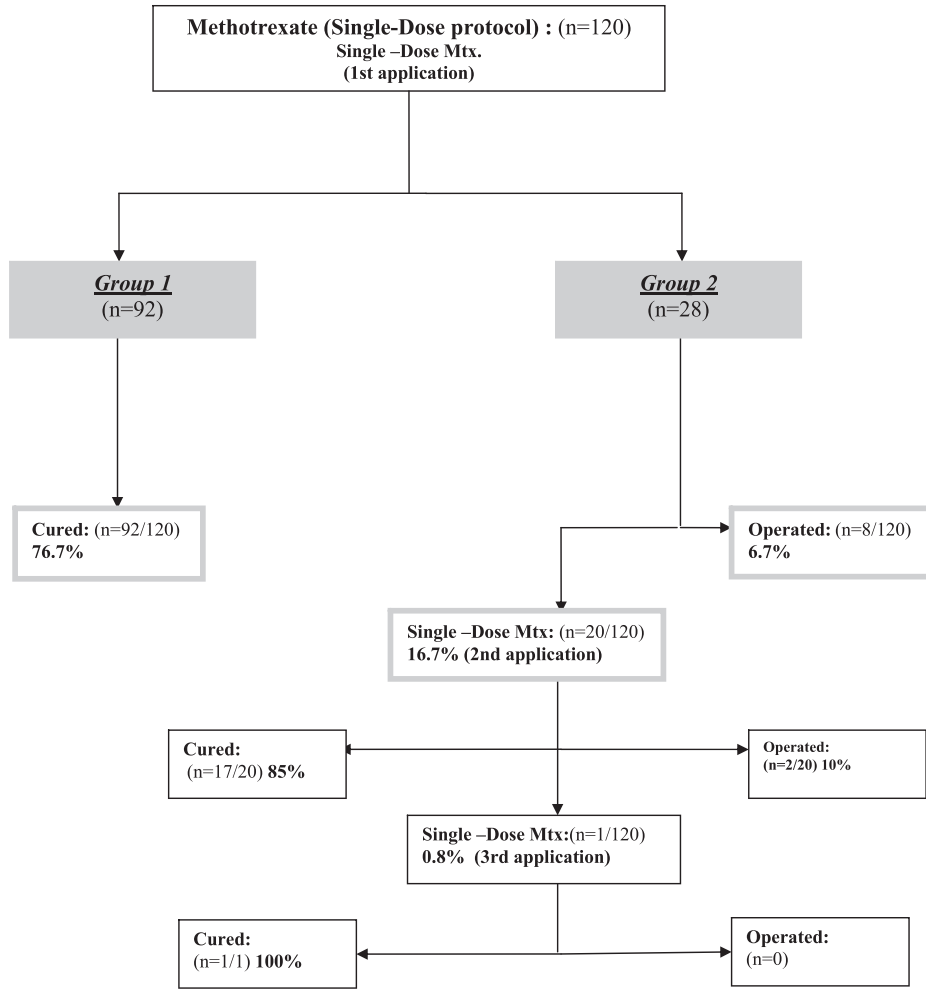 Methotrexate (Single-Dose protocol) : (n=120)
Single –Dose Mtx.
(1st application)
Group 1
(n=92)
Group 2
(n=28)
Cured: (n=92/120)
76.7%
Operated: (n=8/120)
6.7%
Single –Dose Mtx: (n=20/120)
16.7% (2nd application)
Cured:
(n=17/20) 85%
Operated:
(n=2/20) 10%
Single –Dose Mtx:(n=1/120)
0.8% (3rd application)
Cured:
(n=1/1) 100%
Operated:
(n=0)